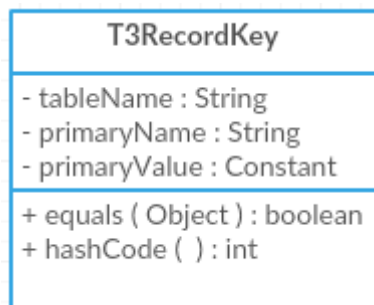 T3RecordKey
- tableName : String
- primaryName : String
- primaryValue : Constant
+ equals ( Object ) : boolean
+ hashCode ( ) : int